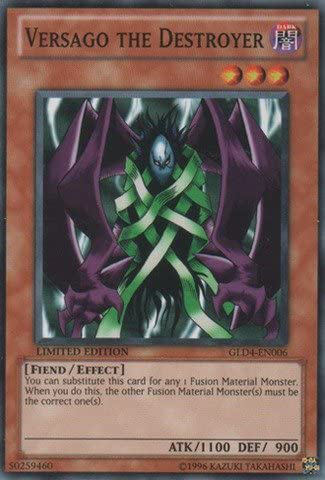 VERSAGO THE DESTROYER
DARK
闇
LIMITED EDITION
GLD4-EN006
[FIEND / EFFECT]
You can substitute this card for any 1 Fusion Material Monster.
When you do this, the other Fusion Material Monster(s) must be
the correct one(s).
ATK/1100 DEF/ 900
50259460
©1996 KAZUKI TAKAHASHI